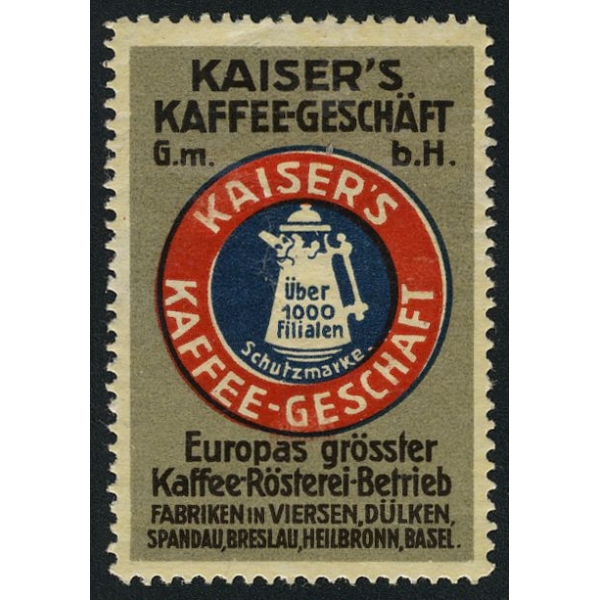 KAISER'S
KAFFEE-GESCHÄFT
G.m. b.H.
KAISER'S
KAFFEE-GESCHÄFT
Über
1000
Filialen
Schutzmarke.
Europas grösster
Kaffee-Rösterei-Betrieb
FABRIKEN IN VIERSEN, DÜLKEN,
SPANDAU, BRESLAU, HEILBRONN, BASEL.